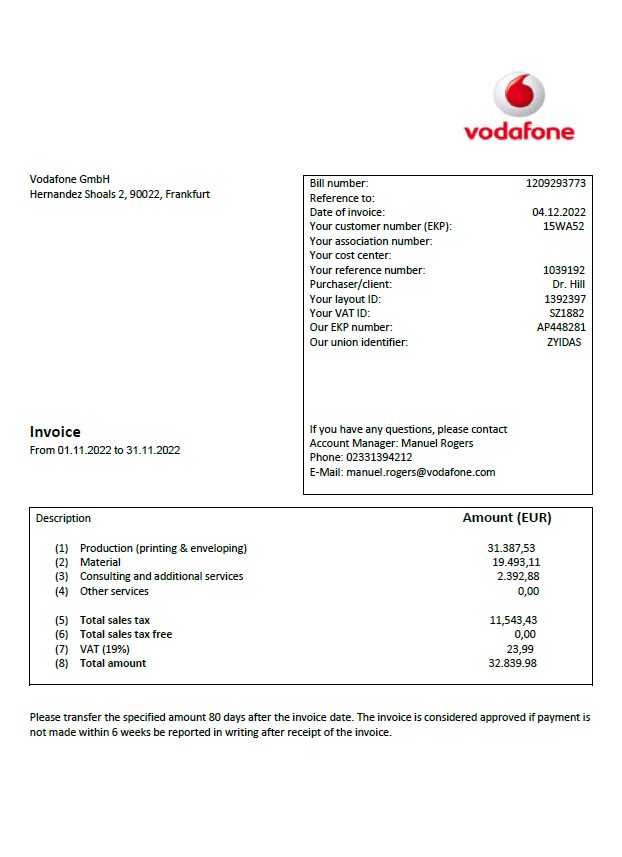 vodafone
Vodafone GmbH
Hernandez Shoals 2, 90022, Frankfurt
Bill number: 1209293773
Reference to:
Date of invoice: 04.12.2022
Your customer number (EKP): 15WA52
Your association number:
Your cost center:
Your reference number: 1039192
Purchaser/client: Dr. Hill
Your layout ID: 1392397
Your VAT ID: SZ1882
Our EKP number: AP448281
Our union identifier: ZYIDAS
Invoice
From 01.11.2022 to 31.11.2022
If you have any questions, please contact
Account Manager: Manuel Rogers
Phone: 02331394212
E-Mail: manuel.rogers@vodafone.com
Description Amount (EUR)
(1) Production (printing & enveloping) 31.387,53
(2) Material 19.493,11
(3) Consulting and additional services 2.392,88
(4) Other services 0,00
(5) Total sales tax 11,543,43
(6) Total sales tax free 0,00
(7) VAT (19%) 23,99
(8) Total amount 32.839.98
Please transfer the specified amount 80 days after the invoice date. The invoice is considered approved if payment is
not made within 6 weeks be reported in writing after receipt of the invoice.